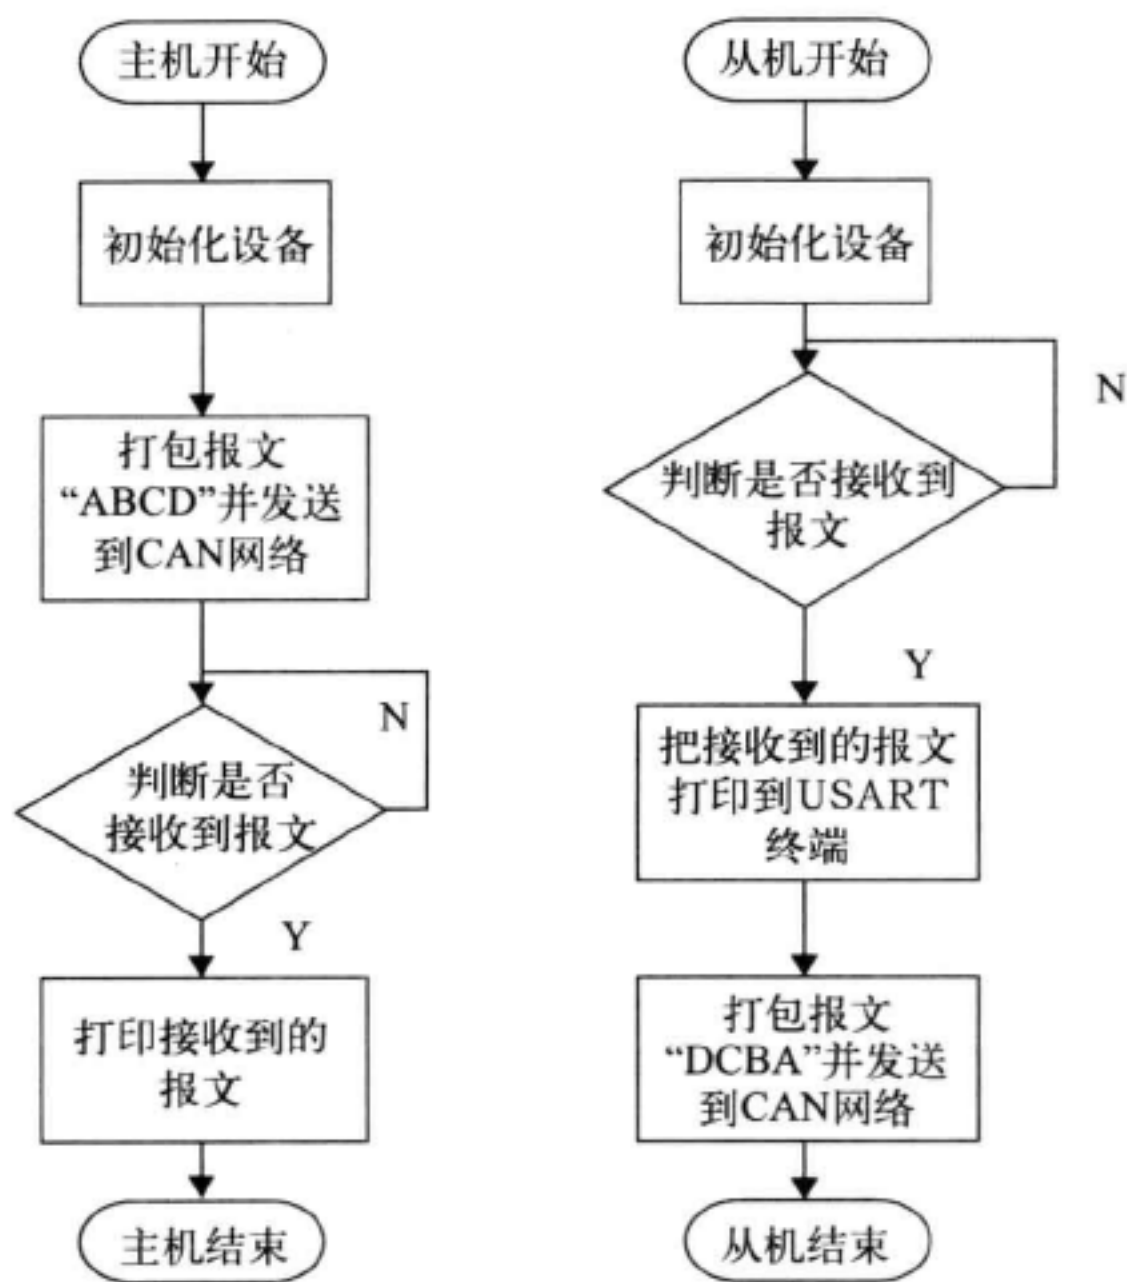 主机开始
初始化设备
打包报文
“ABCD”并发送
到CAN网络
N
判断是否
接收到报文
Y
打印接收到的
报文
主机结束
从机开始
初始化设备
N
判断是否接收到
报文
Y
把接收到的报文
打印到USART
终端
打包报文
“DCBA”并发送
到CAN网络
从机结束